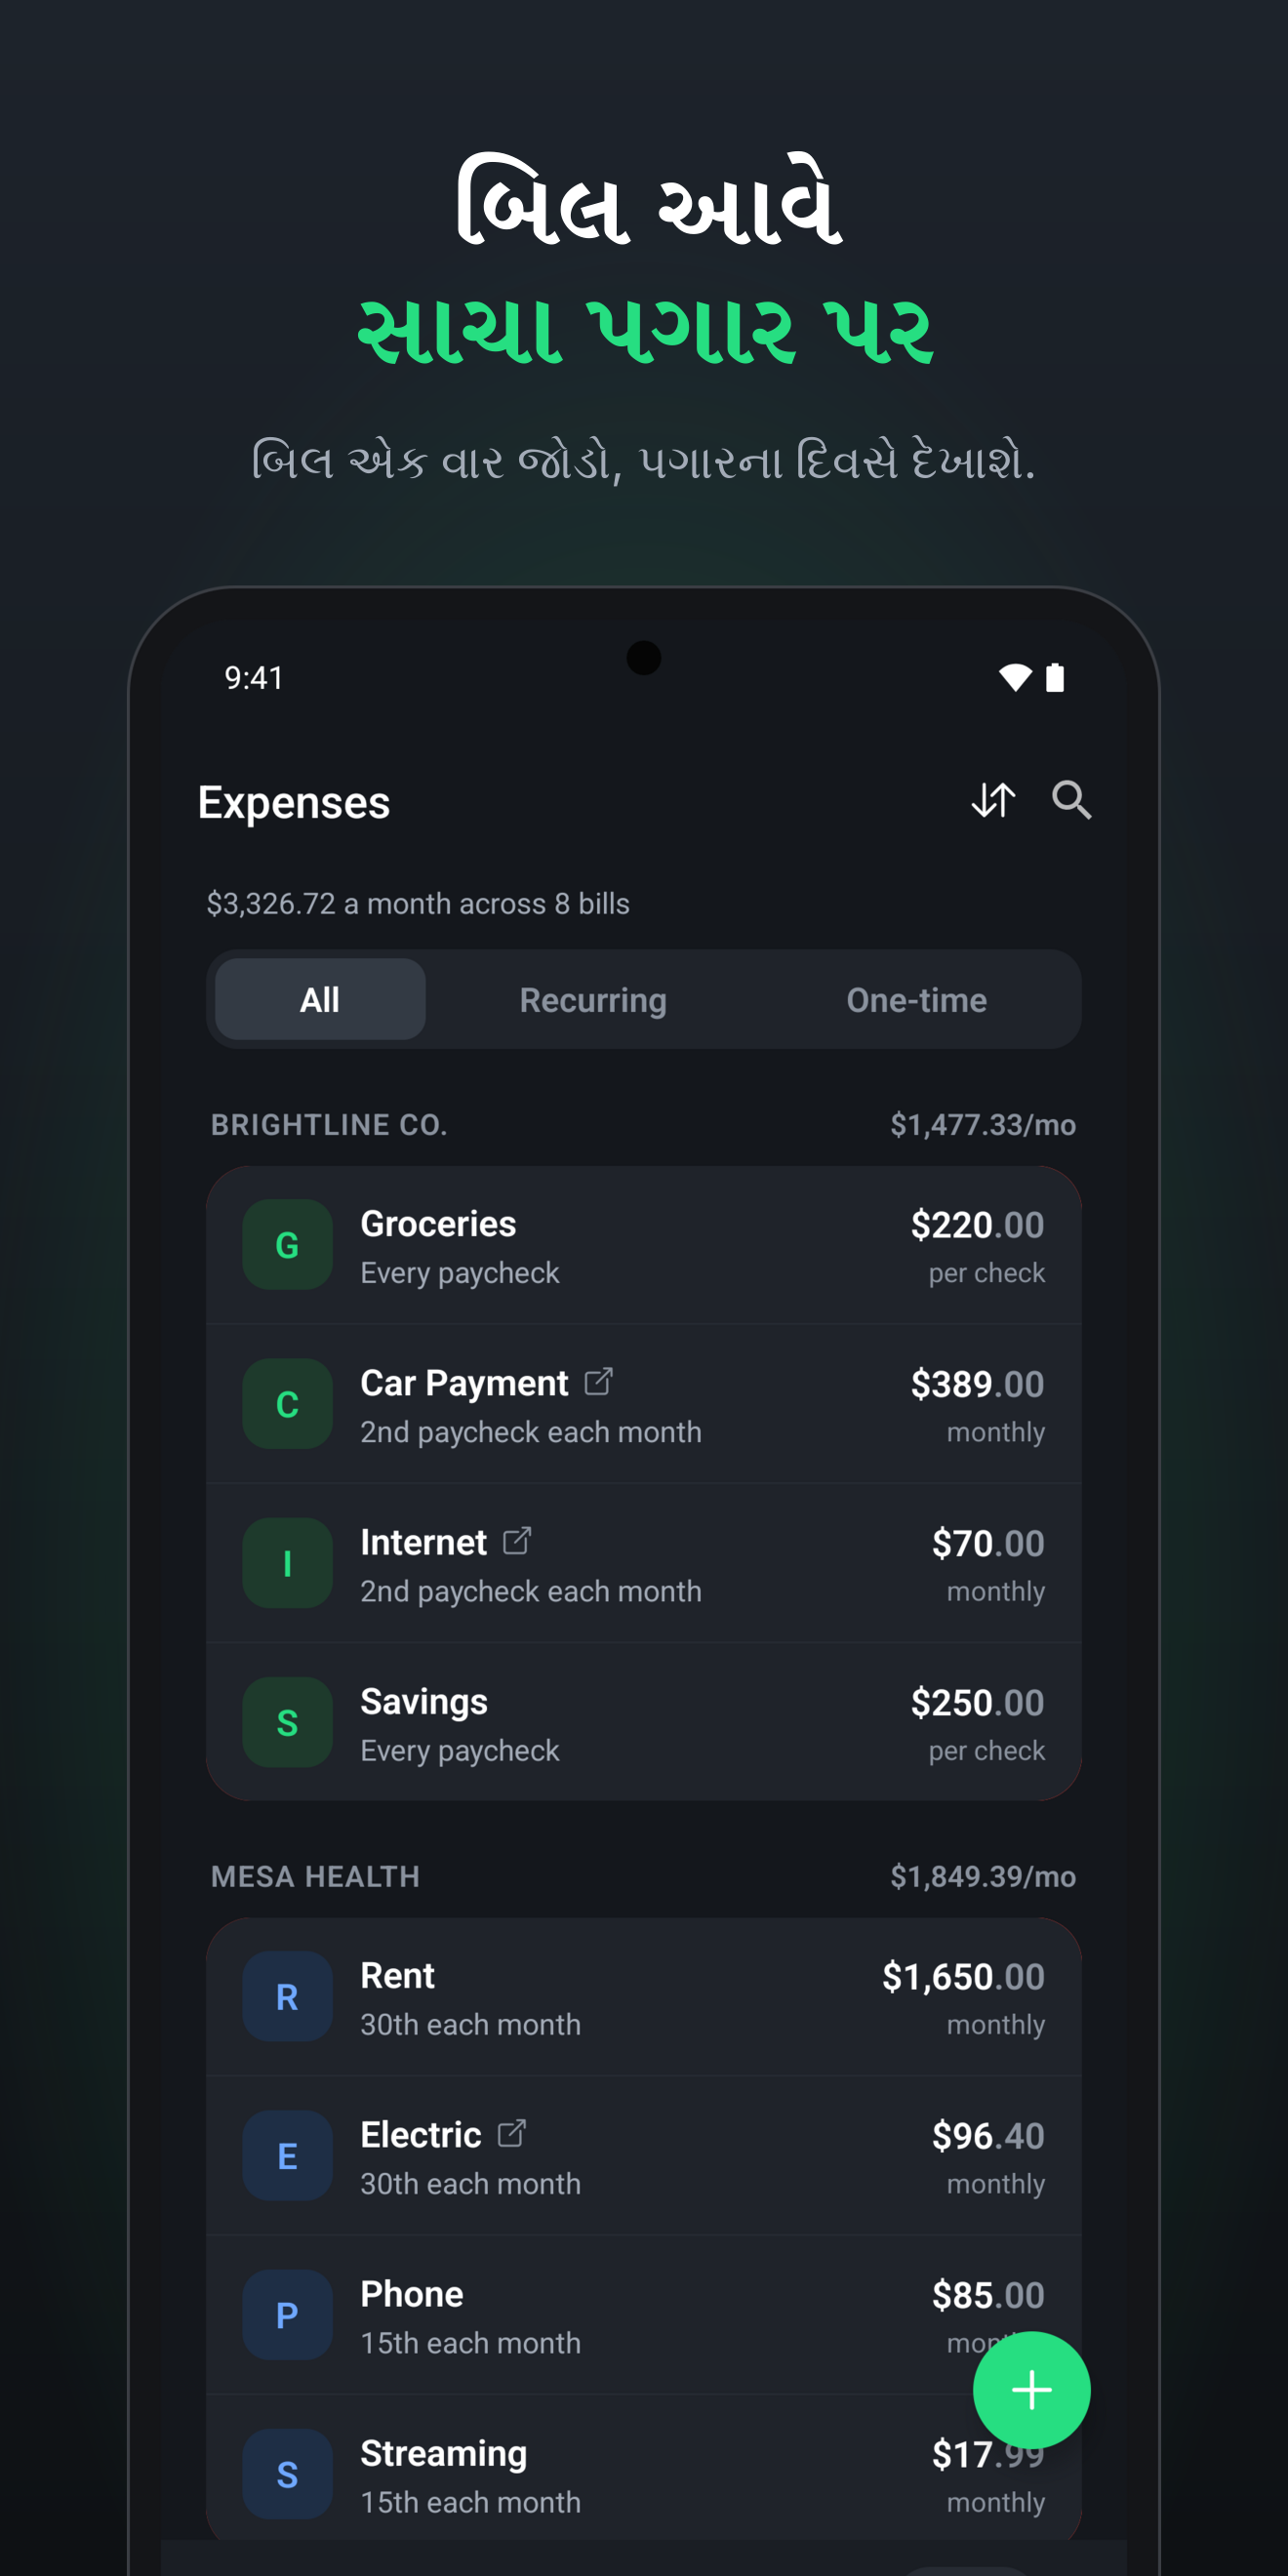 બિલ આવે
સાચા પગાર પર
બિલ એક વાર જોડો, પગારના દિવસે દેખાશે.
9:41
Expenses
$3,326.72 a month across 8 bills
All Recurring One-time
BRIGHTLINE CO. $1,477.33/mo
G Groceries $220.00
Every paycheck per check
C Car Payment $389.00
2nd paycheck each month monthly
I Internet $70.00
2nd paycheck each month monthly
S Savings $250.00
Every paycheck per check
MESA HEALTH $1,849.39/mo
R Rent $1,650.00
30th each month monthly
E Electric $96.40
30th each month monthly
P Phone $85.00
15th each month
S Streaming $17.99
15th each month monthly